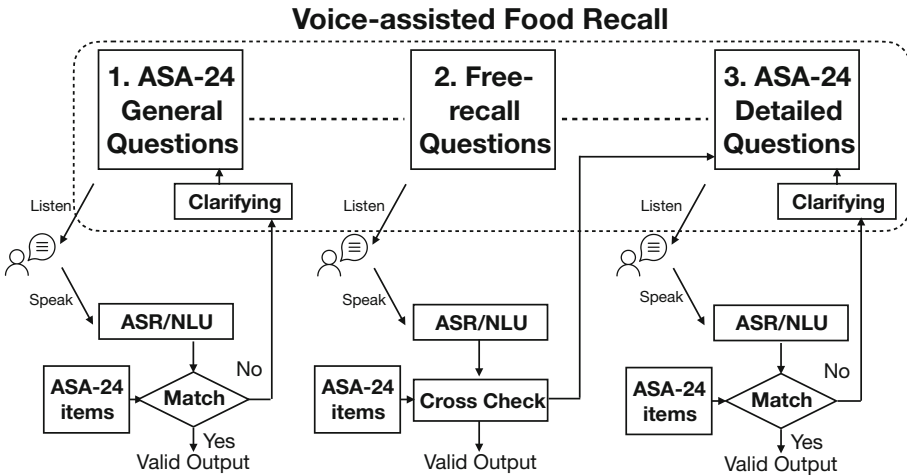 Voice-assisted Food Recall
1. ASA-24
General
Questions
2. Free-
recall
Questions
3. ASA-24
Detailed
Questions
Listen
Clarifying
Listen
Listen
Clarifying
Speak
Speak
Speak
ASR/NLU
ASR/NLU
ASR/NLU
ASA-24
items
Match
No
ASA-24
items
Cross Check
ASA-24
items
Match
No
Yes
Valid Output
Valid Output
Yes
Valid Output